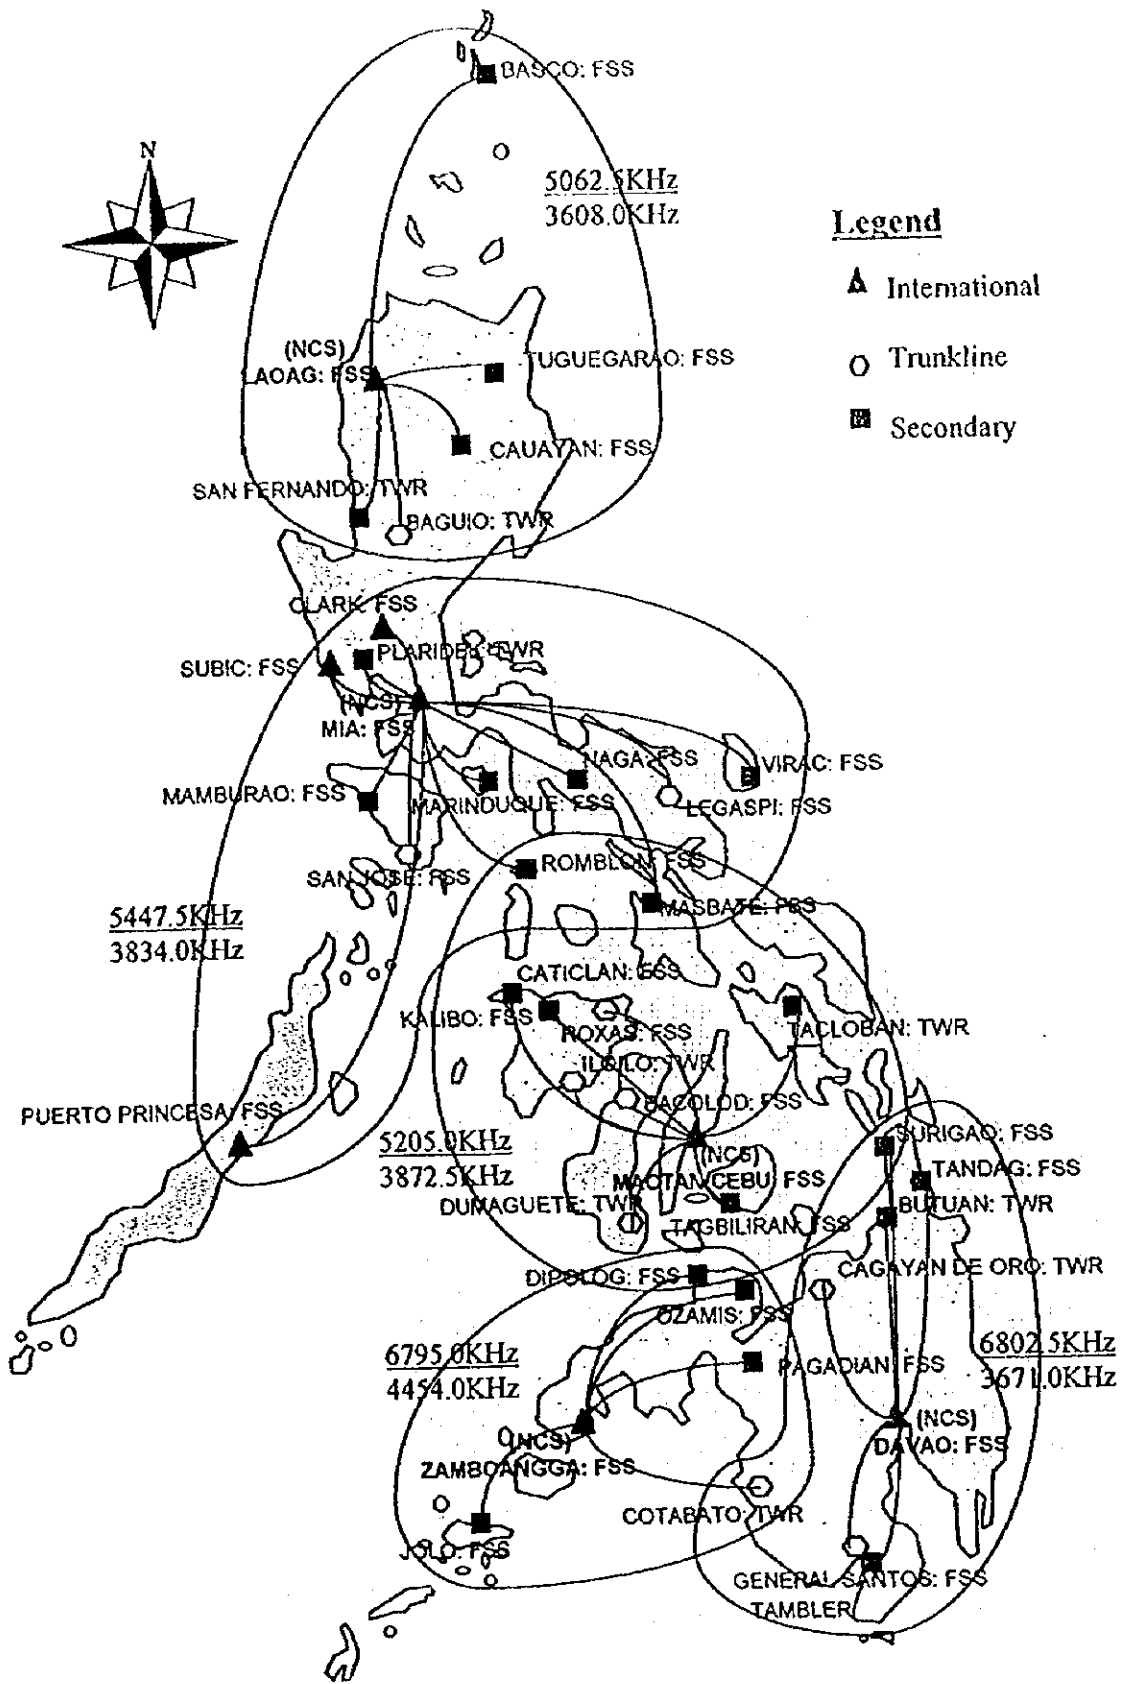 BASCO: FSS
N
5062.5KHz
3608.0KHz
Legend
International
Trunkline
Secondary
(NCS)
LAOAG: FSS
TUGUEGARAO: FSS
CAUAYAN: FSS
SAN FERNANDO: TWR
BAGUIO: TWR
CLARK: FSS
PLARIDEL: TWR
SUBIC: FSS
(NCS)
MIA: FSS
NAGA: FSS
VIRAC: FSS
MAMBURAO: FSS
MARINDUQUE: FSS
LEGASPI: FSS
SAN JOSE: FSS
ROMBLON: FSS
MASBATE: FSS
5447.5KHz
3834.0KHz
CATICLAN: FSS
KALIBO: FSS
ROXAS: FSS
TACLOBAN: TWR
ILOILO: TWR
BACOLOD: FSS
PUERTO PRINCESA: FSS
5205.0KHz
3872.5KHz
(NCS)
MACTAN/CEBU: FSS
SURIGAO: FSS
TANDAG: FSS
BUTUAN: TWR
DUMAGUETE: TWR
TAGBILIRAN: FSS
DIPOLOG: FSS
CAGAYAN DE ORO: TWR
OZAMIS: FSS
6795.0KHz
4454.0KHz
PAGADIAN: FSS
6802.5KHz
3671.0KHz
(NCS)
DAVAO: FSS
(NCS)
ZAMBOANGGA: FSS
COTABATO: TWR
JOLO: FSS
GENERAL SANTOS: FSS
TAMBLER